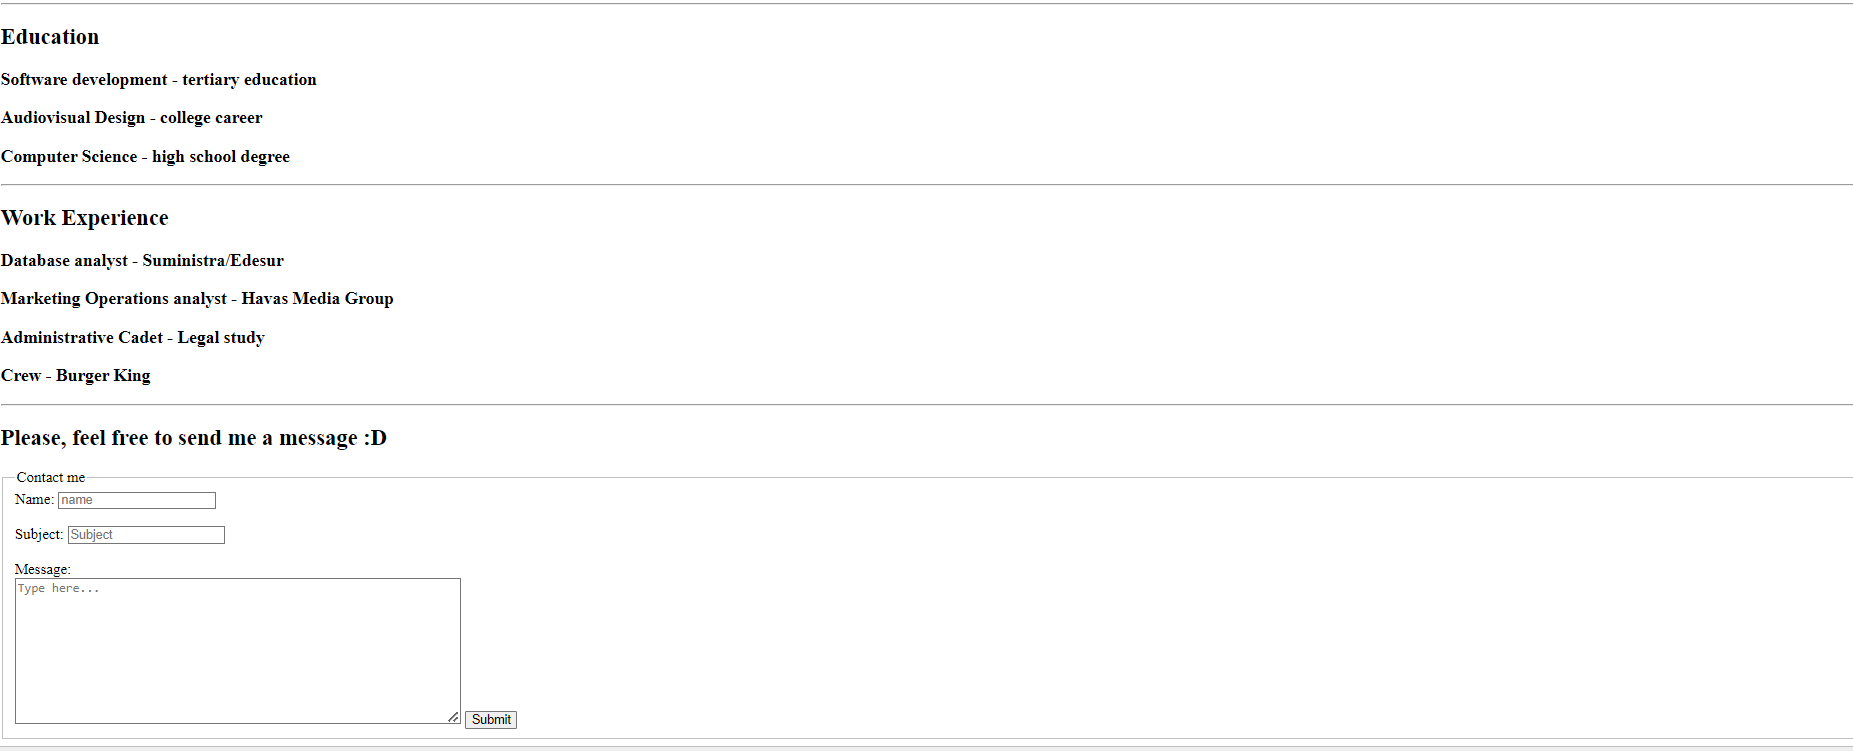 Education
Software development - tertiary education
Audiovisual Design - college career
Computer Science - high school degree
Work Experience
Database analyst - Suministra/Edesur
Marketing Operations analyst - Havas Media Group
Administrative Cadet - Legal study
Crew - Burger King
Please, feel free to send me a message :D
Contact me
Name: name
Subject: Subject
Message:
Type here...
Submit